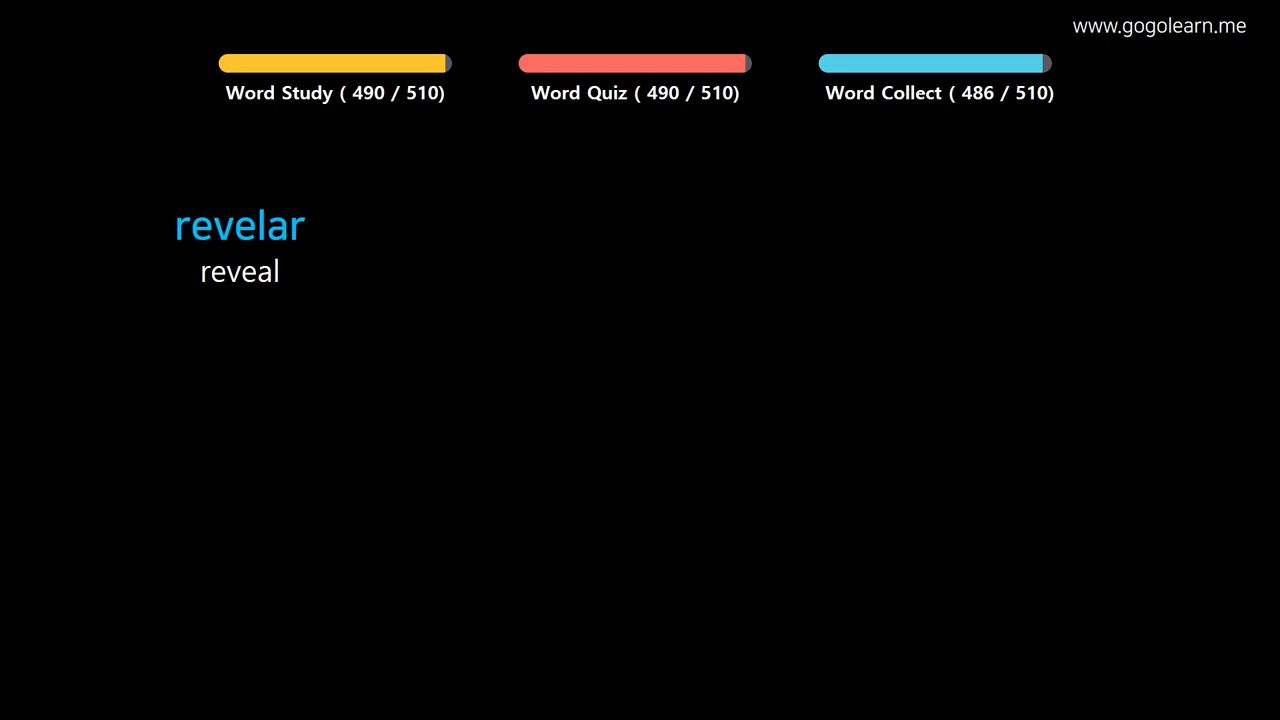 www.gogolearn.me
Word Study ( 490 / 510)
Word Quiz ( 490 / 510)
Word Collect ( 486 / 510)
revelar
reveal